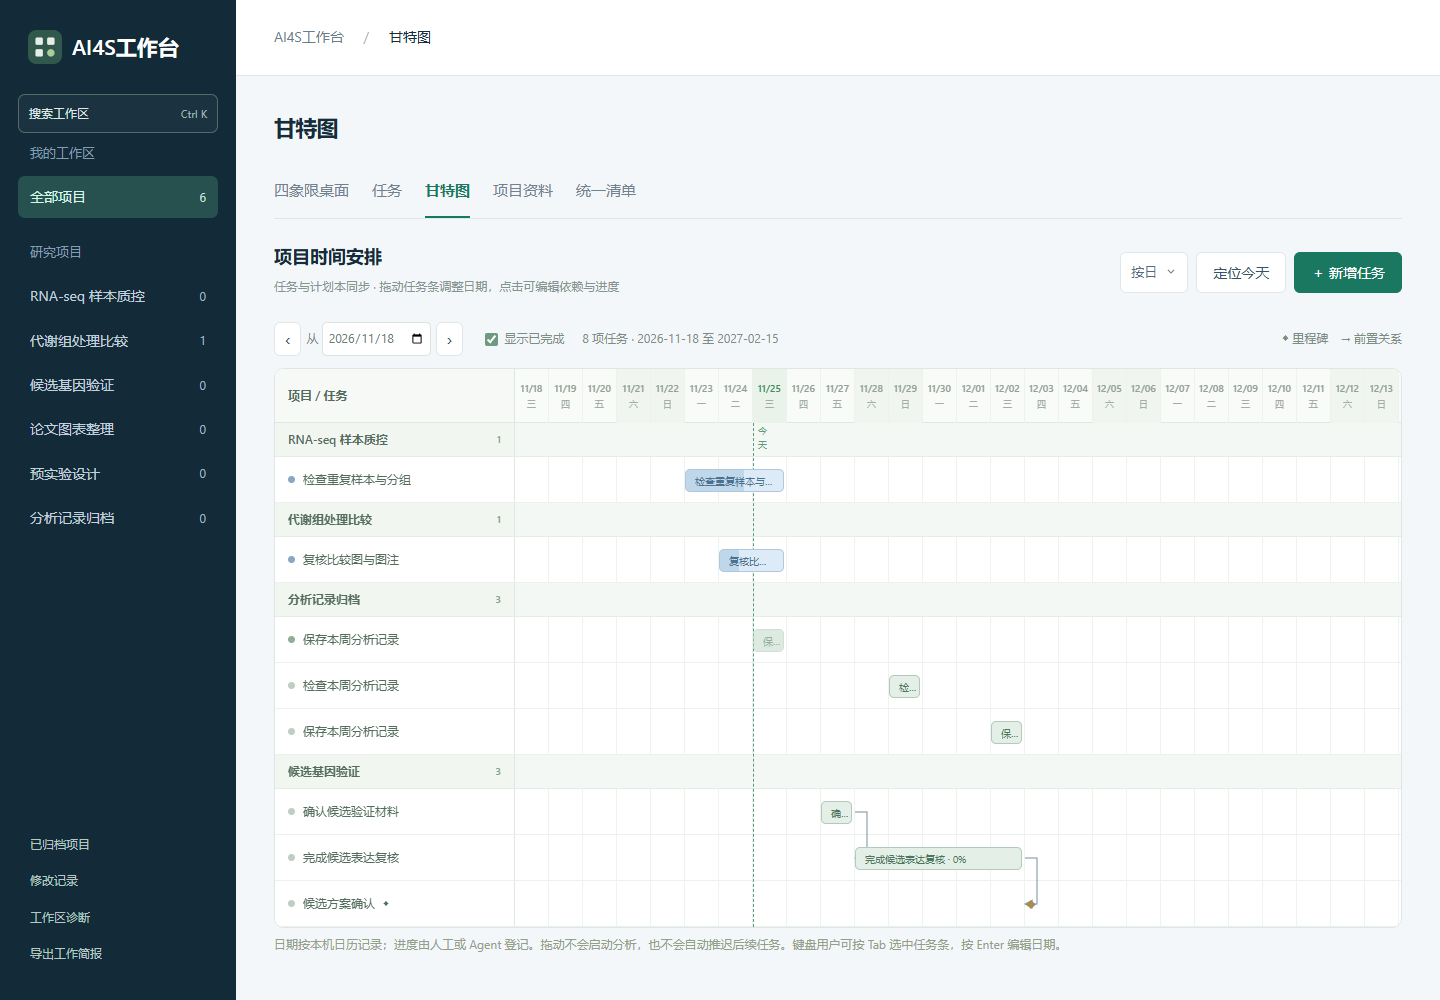 AI4S工作台
搜索工作区 Ctrl K
我的工作区
全部项目 6
研究项目
RNA-seq 样本质控 0
代谢组处理比较 1
候选基因验证 0
论文图表整理 0
预实验设计 0
分析记录归档 0
已归档项目
修改记录
工作区诊断
导出工作简报
AI4S工作台 / 甘特图
甘特图
四象限桌面 任务 甘特图 项目资料 统一清单
项目时间安排
任务与计划本同步 · 拖动任务条调整日期，点击可编辑依赖与进度
按日 定位今天 + 新增任务
‹ 从 2026/11/18 › 显示已完成 8 项任务 · 2026-11-18 至 2027-02-15 ◆ 里程碑 → 前置关系
项目 / 任务 11/18 11/19 11/20 11/21 11/22 11/23 11/24 11/25 11/26 11/27 11/28 11/29 11/30 12/01 12/02 12/03 12/04 12/05 12/06 12/07 12/08 12/09 12/10 12/11 12/12 12/13
三 四 五 六 日 一 二 三 四 五 六 日 一 二 三 四 五 六 日 一 二 三 四 五 六 日
RNA-seq 样本质控 1 今天
检查重复样本与分组 检查重复样本与...
代谢组处理比较 1
复核比较图与图注 复核比...
分析记录归档 3
保存本周分析记录 保...
检查本周分析记录 检...
保存本周分析记录 保...
候选基因验证 3
确认候选验证材料 确...
完成候选表达复核 完成候选表达复核 · 0%
候选方案确认 ◆
日期按本机日历记录；进度由人工或 Agent 登记。拖动不会启动分析，也不会自动推迟后续任务。键盘用户可按 Tab 选中任务条，按 Enter 编辑日期。